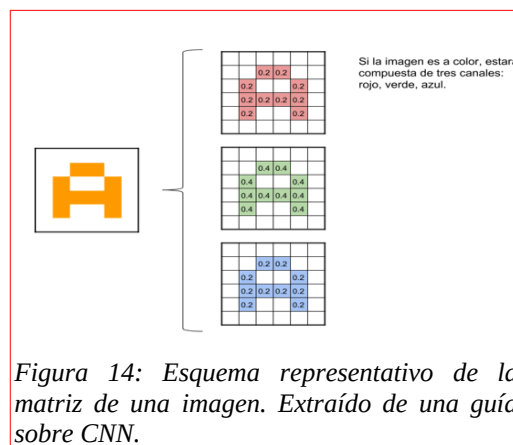 Si la imagen es a color, estará
compuesta de tres canales:
rojo, verde, azul.
0.2 0.2
0.2 0.2
0.2 0.2 0.2 0.2
0.2 0.2
0.4 0.4
0.4 0.4
0.4 0.4 0.4 0.4
0.4 0.4
0.2 0.2
0.2 0.2
0.2 0.2 0.2 0.2
0.2 0.2
Figura 14: Esquema representativo de la
matriz de una imagen. Extraído de una guía
sobre CNN.